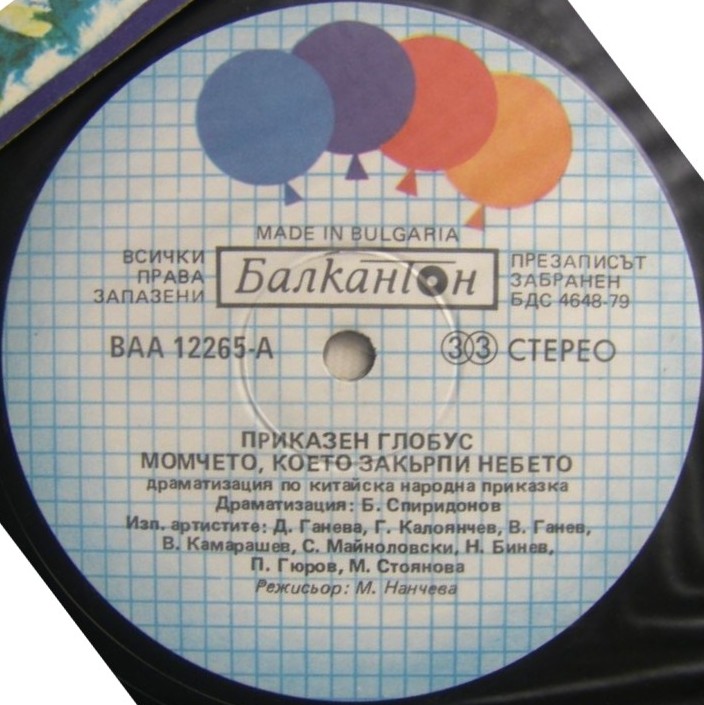 MADE IN BULGARIA
ВСИЧКИ
ПРАВА
ЗАПАЗЕНИ
Балкантон
ПРЕЗАПИСЪТ
ЗАБРАНЕН
БДС 4648-79
ВАА 12265-А
33 СТЕРЕО
ПРИКАЗЕН ГЛОБУС
МОМЧЕТО, КОЕТО ЗАКЪРПИ НЕБЕТО
драматизация по китайска народна приказка
Драматизация: Б. Спиридонов
Изп. артистите: Д. Ганева, Г. Калоянчев, В. Ганев,
В. Камарашев, С. Майноловски, Н. Бинев,
П. Гюров, М. Стоянова
Режисьор: М. Нанчева